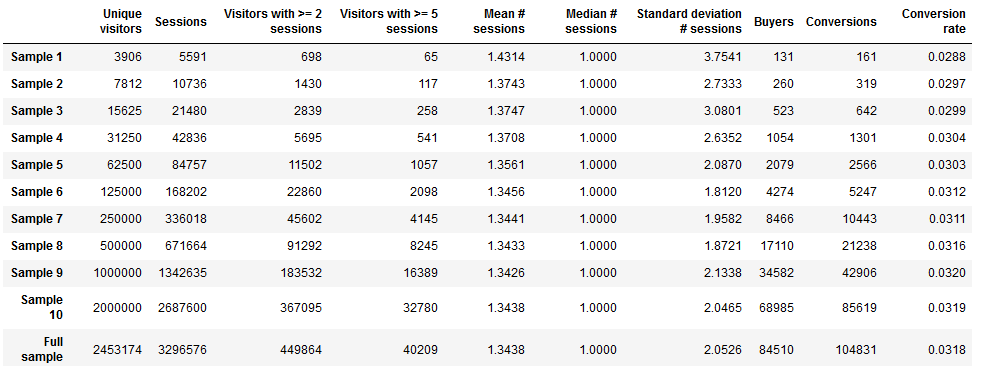 Unique visitors Sessions Visitors with >= 2 sessions Visitors with >= 5 sessions Mean # sessions Median # sessions Standard deviation # sessions Buyers Conversions Conversion rate
Sample 1 3906 5591 698 65 1.4314 1.0000 3.7541 131 161 0.0288
Sample 2 7812 10736 1430 117 1.3743 1.0000 2.7333 260 319 0.0297
Sample 3 15625 21480 2839 258 1.3747 1.0000 3.0801 523 642 0.0299
Sample 4 31250 42836 5695 541 1.3708 1.0000 2.6352 1054 1301 0.0304
Sample 5 62500 84757 11502 1057 1.3561 1.0000 2.0870 2079 2566 0.0303
Sample 6 125000 168202 22860 2098 1.3456 1.0000 1.8120 4274 5247 0.0312
Sample 7 250000 336018 45602 4145 1.3441 1.0000 1.9582 8466 10443 0.0311
Sample 8 500000 671664 91292 8245 1.3433 1.0000 1.8721 17110 21238 0.0316
Sample 9 1000000 1342635 183532 16389 1.3426 1.0000 2.1338 34582 42906 0.0320
Sample 10 2000000 2687600 367095 32780 1.3438 1.0000 2.0465 68985 85619 0.0319
Full sample 2453174 3296576 449864 40209 1.3438 1.0000 2.0526 84510 104831 0.0318